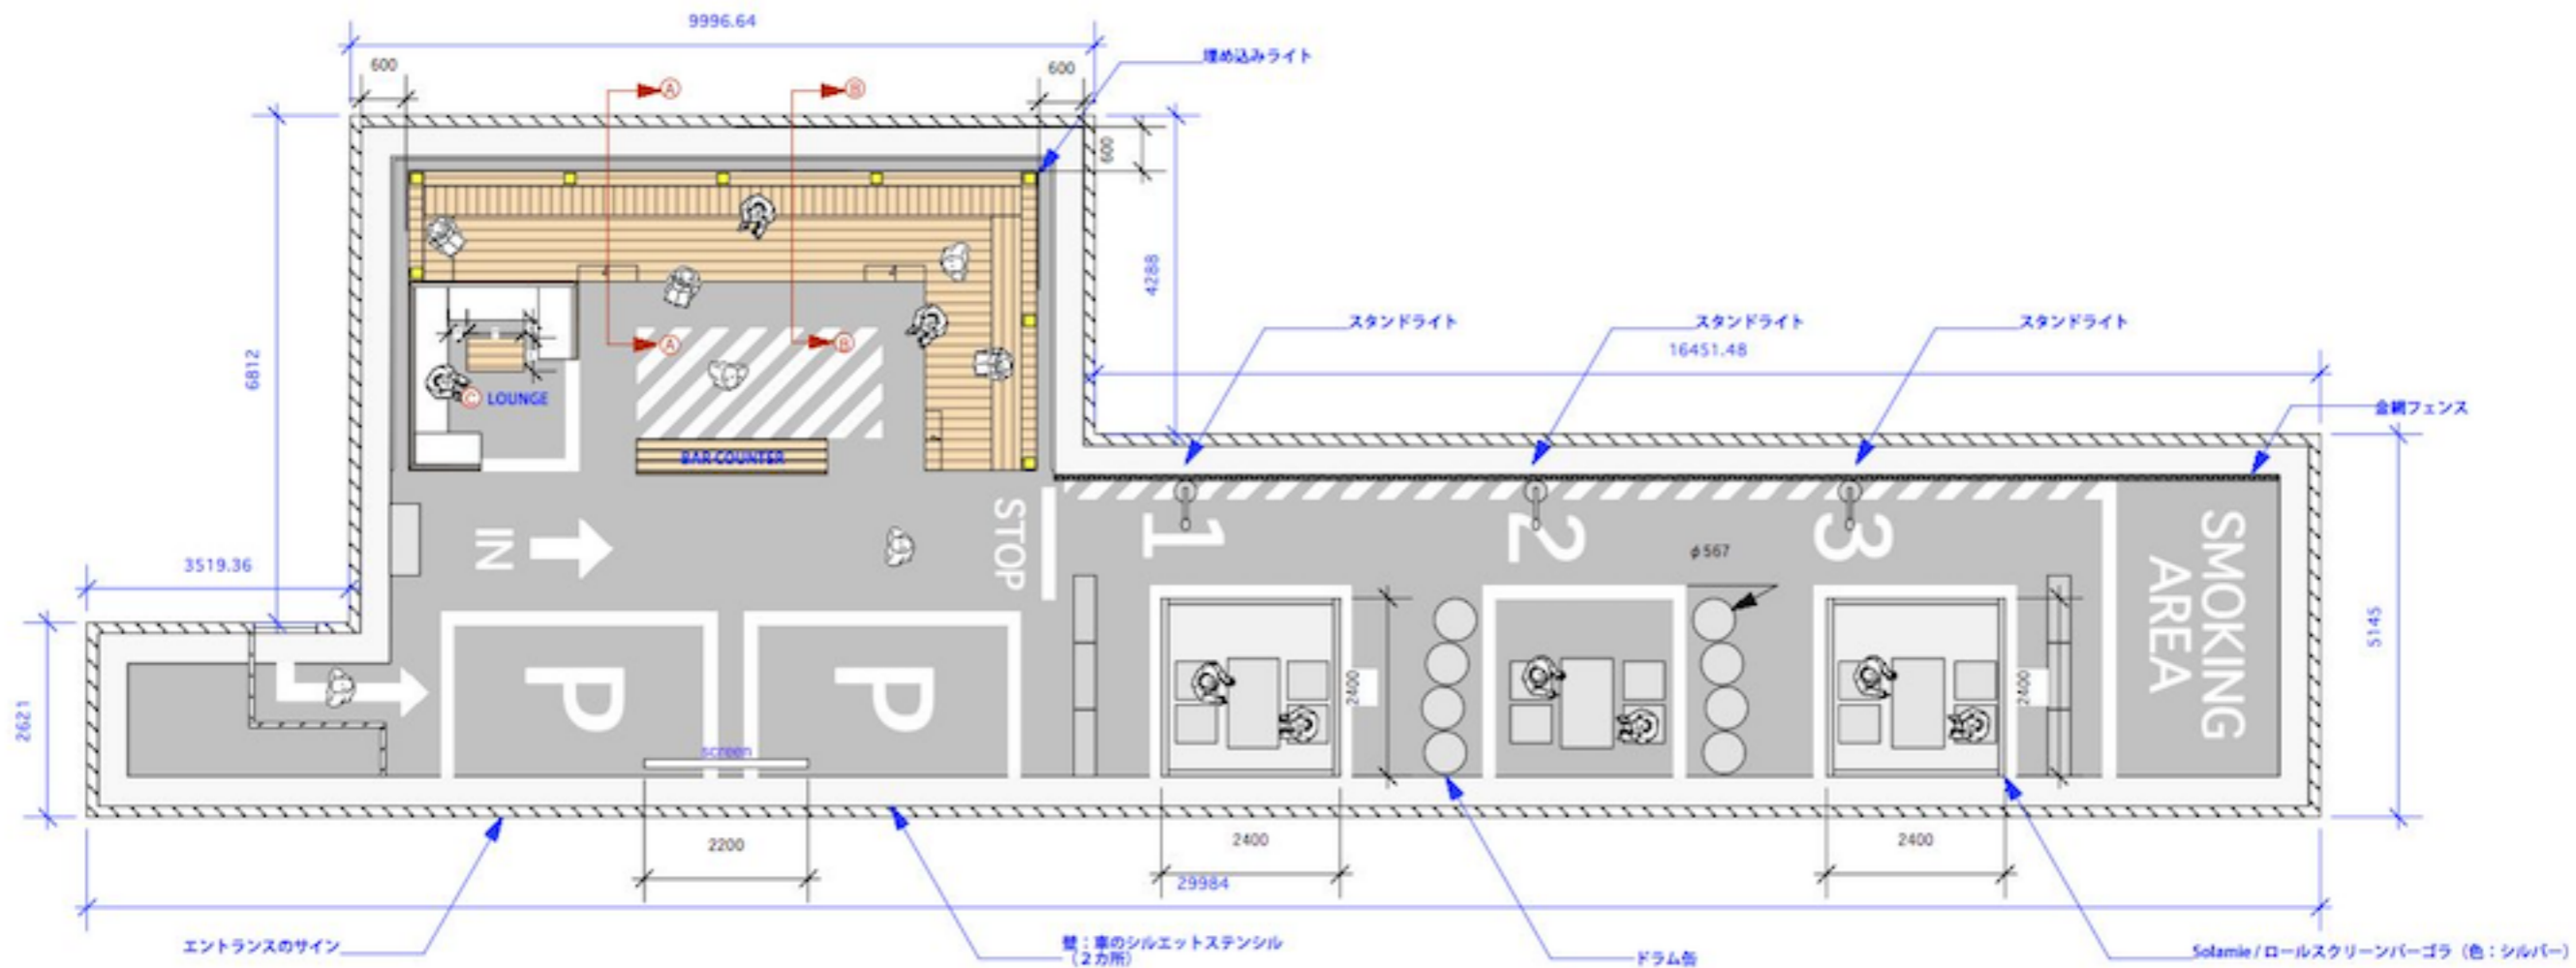 9996.64
埋め込みライト
600
600
A
B
600
4288
スタンドライト
スタンドライト
スタンドライト
16451.48
A
B
6812
C LOUNGE
金網フェンス
BAR COUNTER
IN
STOP
1
2
3
φ567
SMOKING
AREA
3519.36
5145
2621
P
P
2400
2400
screen
2200
2400
2400
29984
エントランスのサイン
壁：車のシルエットステンシル
（２カ所）
ドラム缶
Solamie / ロールスクリーンパーゴラ（色：シルバー）